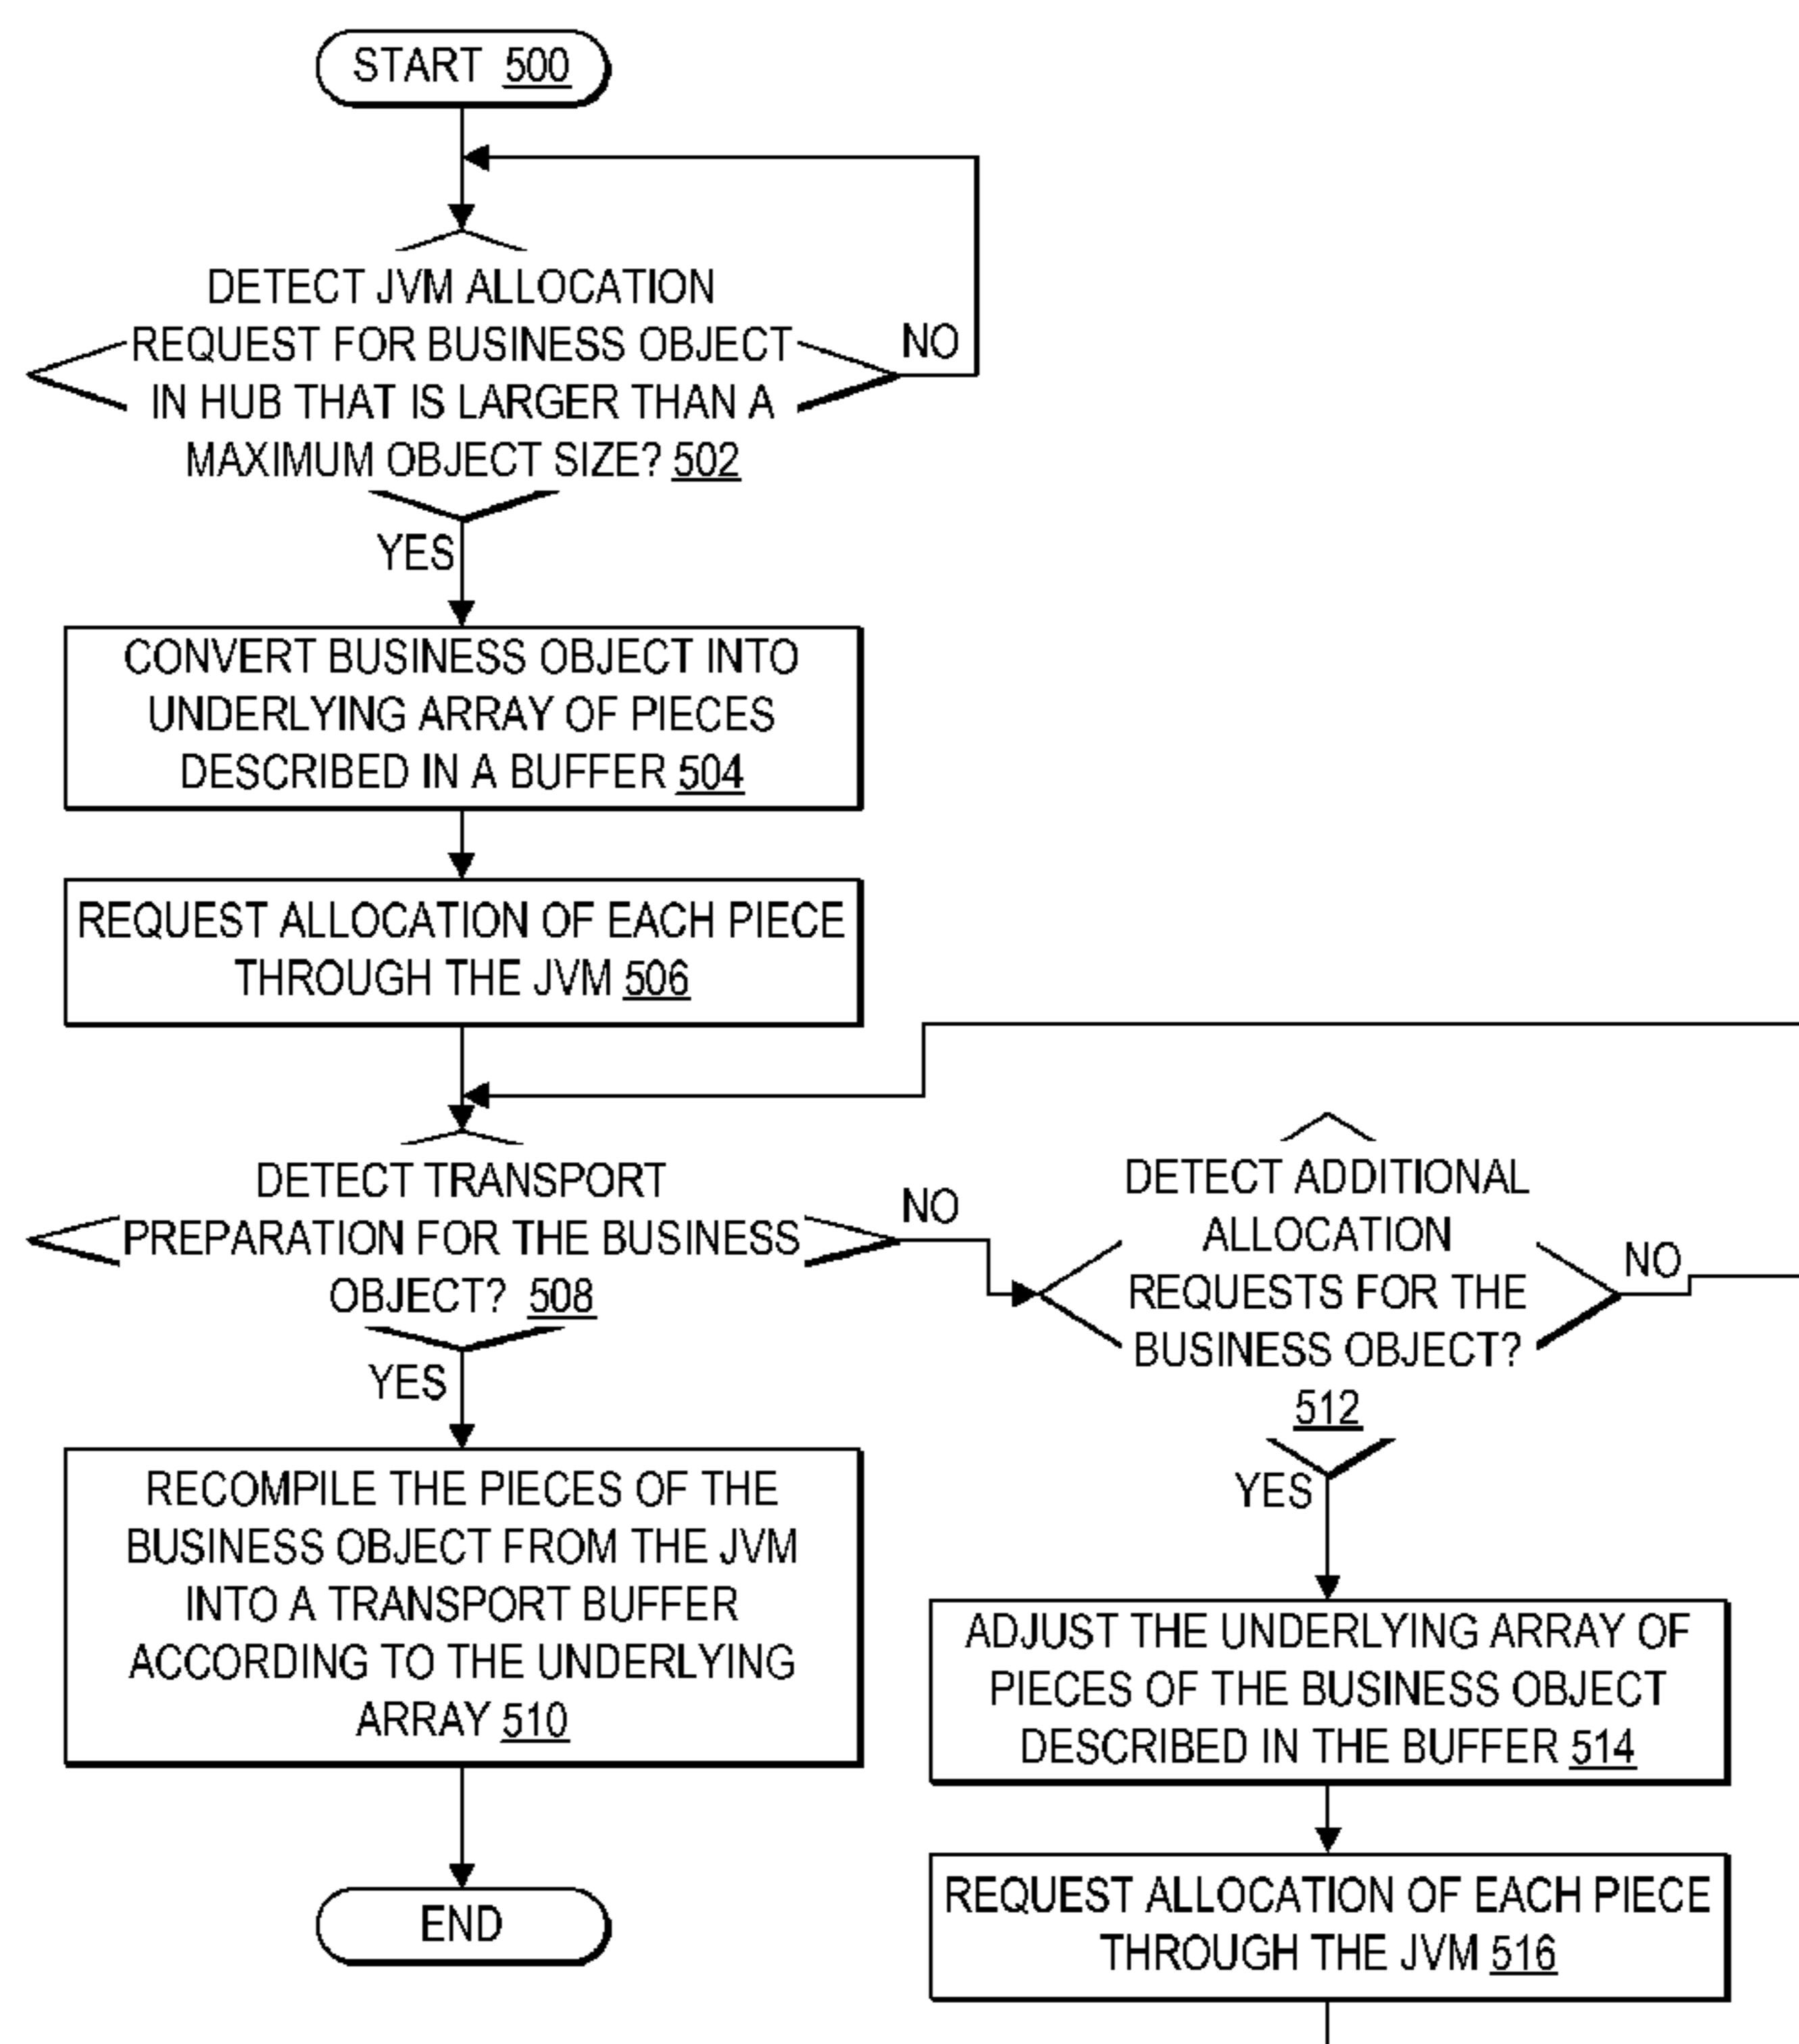 START 500
DETECT JVM ALLOCATION
REQUEST FOR BUSINESS OBJECT
IN HUB THAT IS LARGER THAN A
MAXIMUM OBJECT SIZE? 502
NO
YES
CONVERT BUSINESS OBJECT INTO
UNDERLYING ARRAY OF PIECES
DESCRIBED IN A BUFFER 504
REQUEST ALLOCATION OF EACH PIECE
THROUGH THE JVM 506
DETECT TRANSPORT
PREPARATION FOR THE BUSINESS
OBJECT? 508
NO
YES
DETECT ADDITIONAL
ALLOCATION
REQUESTS FOR THE
BUSINESS OBJECT?
512
NO
YES
RECOMPILE THE PIECES OF THE
BUSINESS OBJECT FROM THE JVM
INTO A TRANSPORT BUFFER
ACCORDING TO THE UNDERLYING
ARRAY 510
ADJUST THE UNDERLYING ARRAY OF
PIECES OF THE BUSINESS OBJECT
DESCRIBED IN THE BUFFER 514
END
REQUEST ALLOCATION OF EACH PIECE
THROUGH THE JVM 516